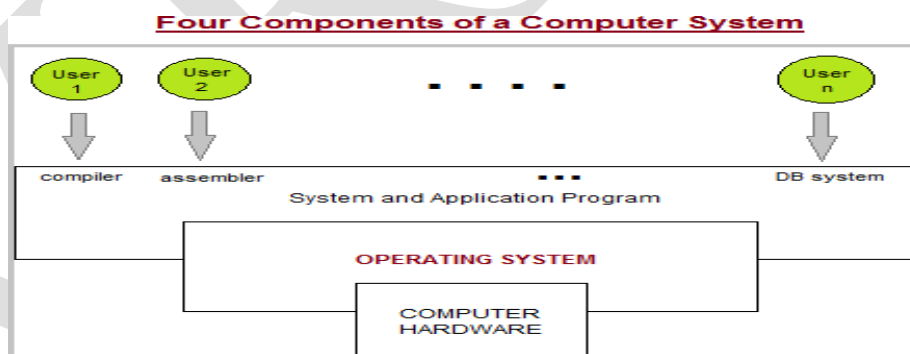 Four Components of a Computer System
User
1
User
2
. . . .
User
n
compiler
assembler
...
DB system
System and Application Program
OPERATING SYSTEM
COMPUTER
HARDWARE